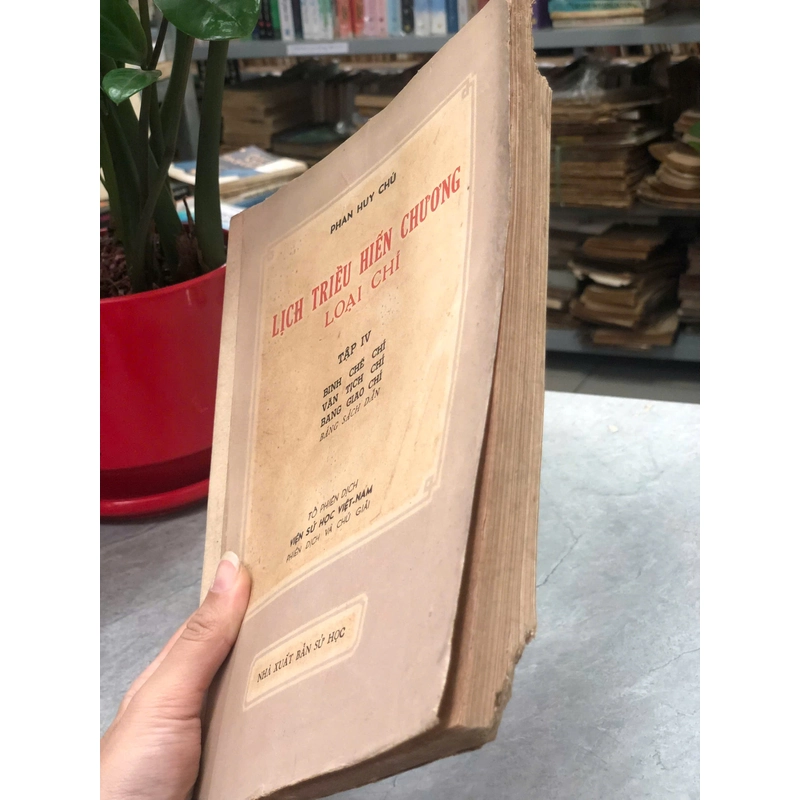 PHAN HUY CHÚ
LỊCH TRIỀU HIẾN CHƯƠNG
LOẠI CHÍ
TẬP IV
BINH CHẾ CHÍ
VĂN TỊCH CHÍ
BANG GIAO CHÍ
BẢNG SÁCH DẪN
TỔ PHIÊN DỊCH
VIỆN SỬ HỌC VIỆT-NAM
PHIÊN DỊCH VÀ CHÚ GIẢI
NHÀ XUẤT BẢN SỬ HỌC